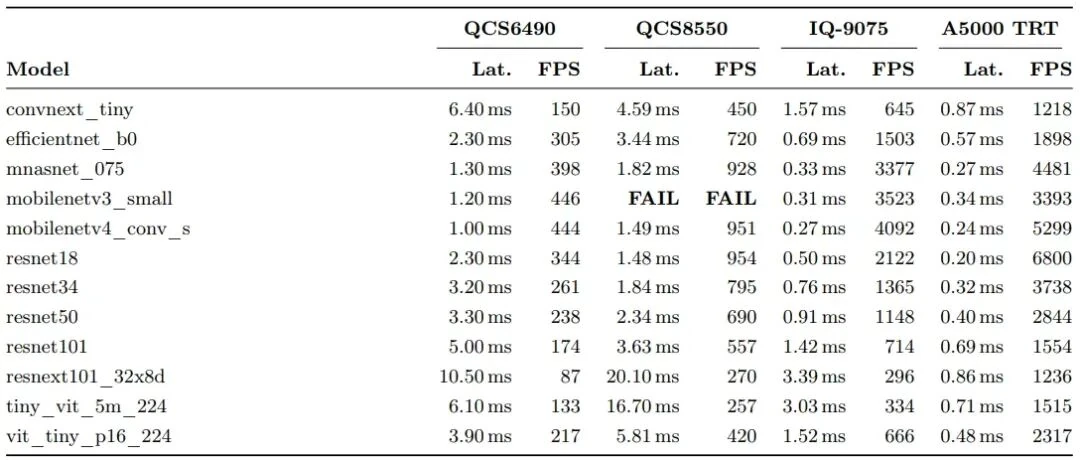 QCS6490 QCS8550 IQ-9075 A5000 TRT
Model Lat. FPS Lat. FPS Lat. FPS Lat. FPS
convnext_tiny 6.40 ms 150 4.59 ms 450 1.57 ms 645 0.87 ms 1218
efficientnet_b0 2.30 ms 305 3.44 ms 720 0.69 ms 1503 0.57 ms 1898
mnasnet_075 1.30 ms 398 1.82 ms 928 0.33 ms 3377 0.27 ms 4481
mobilenetv3_small 1.20 ms 446 FAIL FAIL 0.31 ms 3523 0.34 ms 3393
mobilenetv4_conv_s 1.00 ms 444 1.49 ms 951 0.27 ms 4092 0.24 ms 5299
resnet18 2.30 ms 344 1.48 ms 954 0.50 ms 2122 0.20 ms 6800
resnet34 3.20 ms 261 1.84 ms 795 0.76 ms 1365 0.32 ms 3738
resnet50 3.30 ms 238 2.34 ms 690 0.91 ms 1148 0.40 ms 2844
resnet101 5.00 ms 174 3.63 ms 557 1.42 ms 714 0.69 ms 1554
resnext101_32x8d 10.50 ms 87 20.10 ms 270 3.39 ms 296 0.86 ms 1236
tiny_vit_5m_224 6.10 ms 133 16.70 ms 257 3.03 ms 334 0.71 ms 1515
vit_tiny_p16_224 3.90 ms 217 5.81 ms 420 1.52 ms 666 0.48 ms 2317